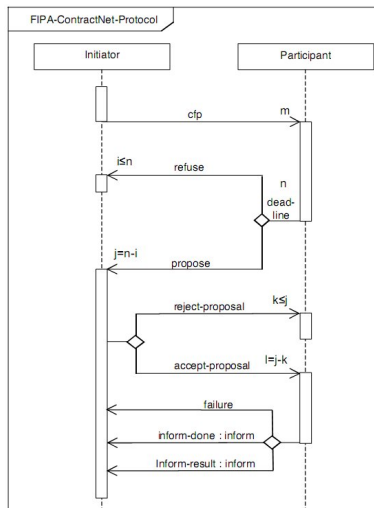 FIPA-ContractNet-Protocol
Initiator
Participant
cfp
m
i≤n
refuse
n
dead-
line
j=n-i
propose
k≤j
reject-proposal
l=j-k
accept-proposal
failure
inform-done : inform
Inform-result : inform